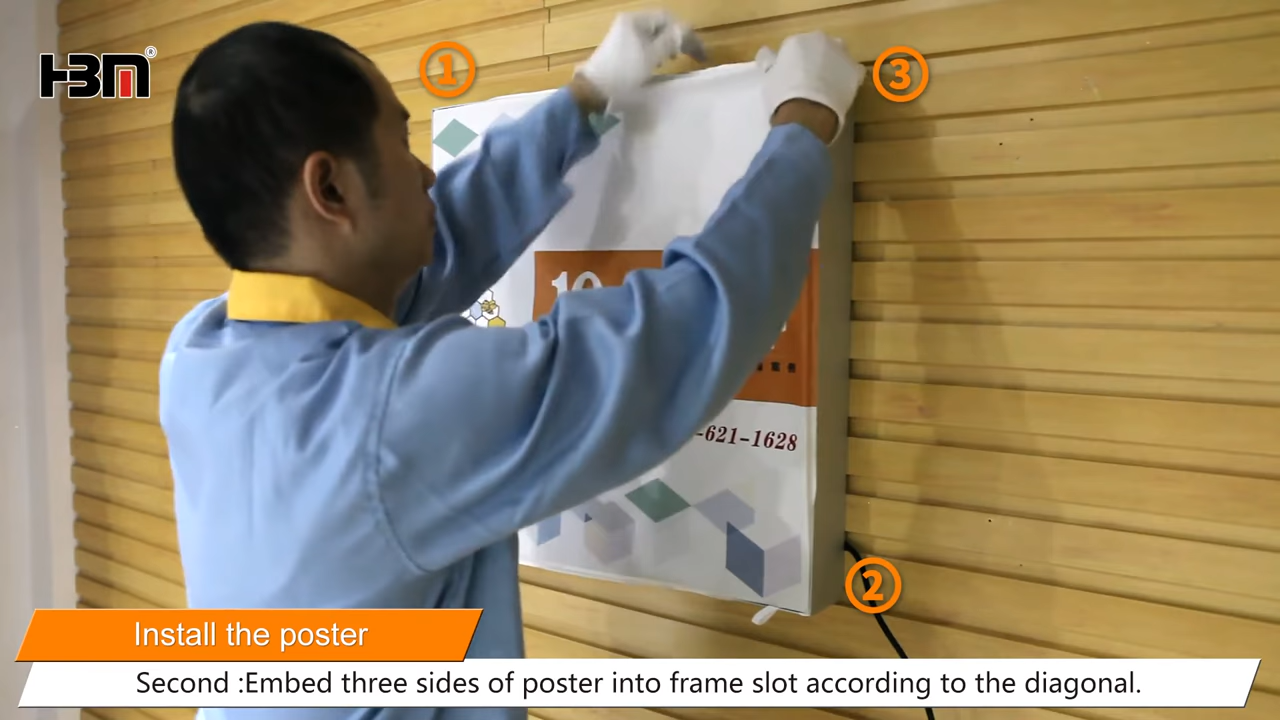 HBM®
①
③
10
-621-1628
②
Install the poster
Second :Embed three sides of poster into frame slot according to the diagonal.